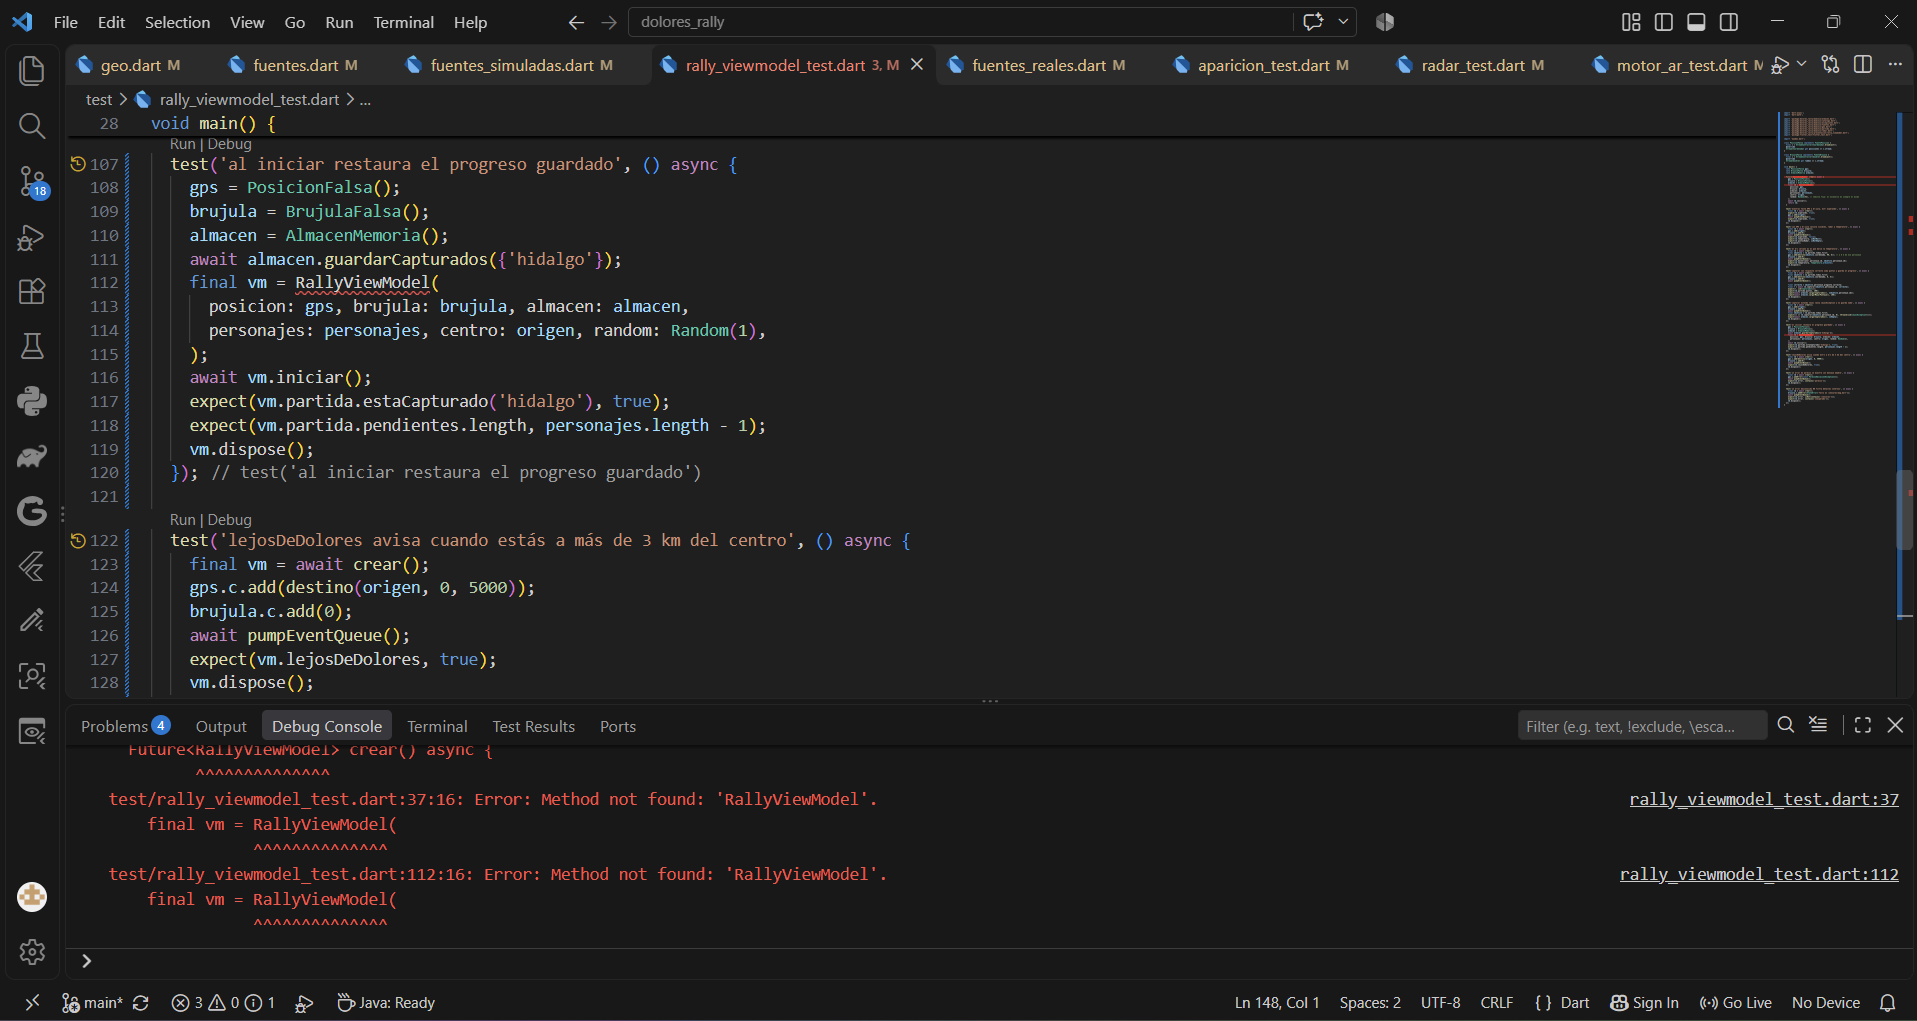 File Edit Selection View Go Run Terminal Help
dolores_rally
geo.dart M
fuentes.dart M
fuentes_simuladas.dart M
rally_viewmodel_test.dart 3, M
fuentes_reales.dart M
aparicion_test.dart M
radar_test.dart M
motor_ar_test.dart M
test > rally_viewmodel_test.dart > ...
28 void main() {
Run | Debug
107 test('al iniciar restaura el progreso guardado', () async {
108 gps = PosicionFalsa();
109 brujula = BrujulaFalsa();
110 almacen = AlmacenMemoria();
111 await almacen.guardarCapturados({'hidalgo'});
112 final vm = RallyViewModel(
113 posicion: gps, brujula: brujula, almacen: almacen,
114 personajes: personajes, centro: origen, random: Random(1),
115 );
116 await vm.iniciar();
117 expect(vm.partida.estaCapturado('hidalgo'), true);
118 expect(vm.partida.pendientes.length, personajes.length - 1);
119 vm.dispose();
120 }); // test('al iniciar restaura el progreso guardado')
121
Run | Debug
122 test('lejosDeDolores avisa cuando estás a más de 3 km del centro', () async {
123 final vm = await crear();
124 gps.c.add(destino(origen, 0, 5000));
125 brujula.c.add(0);
126 await pumpEventQueue();
127 expect(vm.lejosDeDolores, true);
128 vm.dispose();
18
Problems 4 Output Debug Console Terminal Test Results Ports
Filter (e.g. text, !exclude, \esca...
Future<RallyViewModel> crear() async {
^^^^^^^^^^^^^^
test/rally_viewmodel_test.dart:37:16: Error: Method not found: 'RallyViewModel'.
rally_viewmodel_test.dart:37
final vm = RallyViewModel(
^^^^^^^^^^^^^^
test/rally_viewmodel_test.dart:112:16: Error: Method not found: 'RallyViewModel'.
rally_viewmodel_test.dart:112
final vm = RallyViewModel(
^^^^^^^^^^^^^^
main* 3 0 1 Java: Ready
Ln 148, Col 1 Spaces: 2 UTF-8 CRLF {} Dart Sign In Go Live No Device